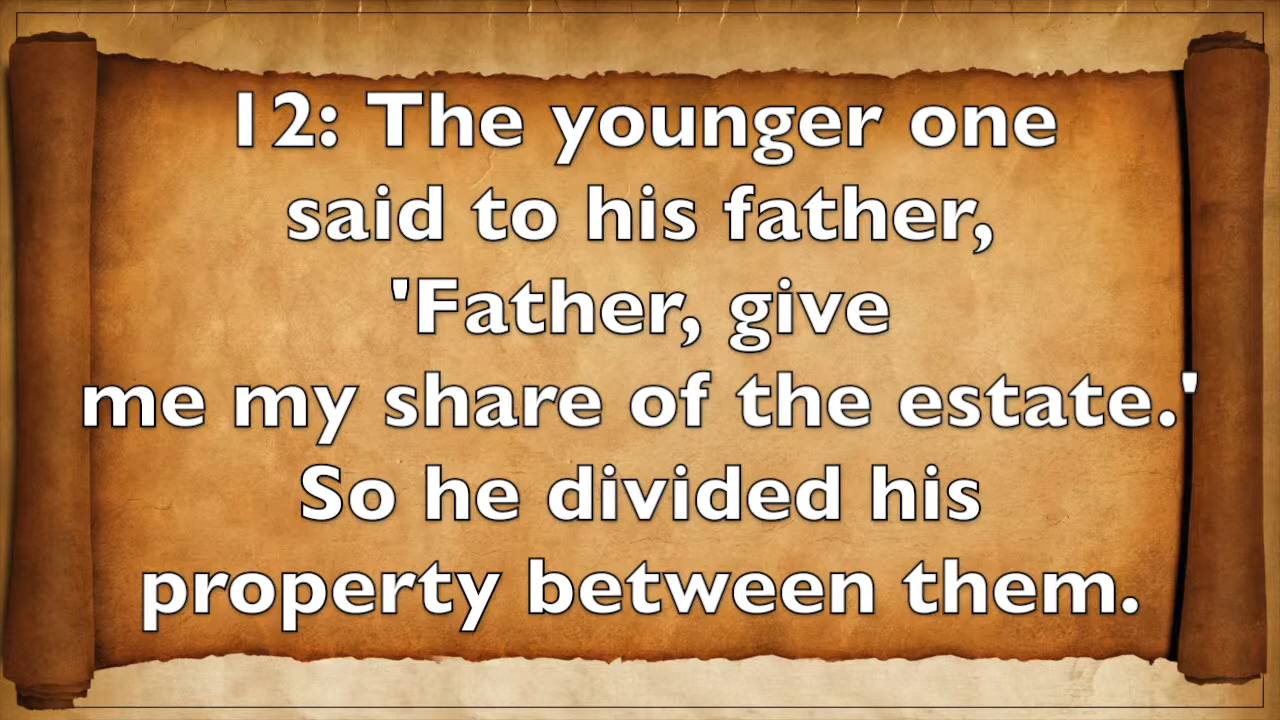 12: The younger one
said to his father,
'Father, give
me my share of the estate.'
So he divided his
property between them.